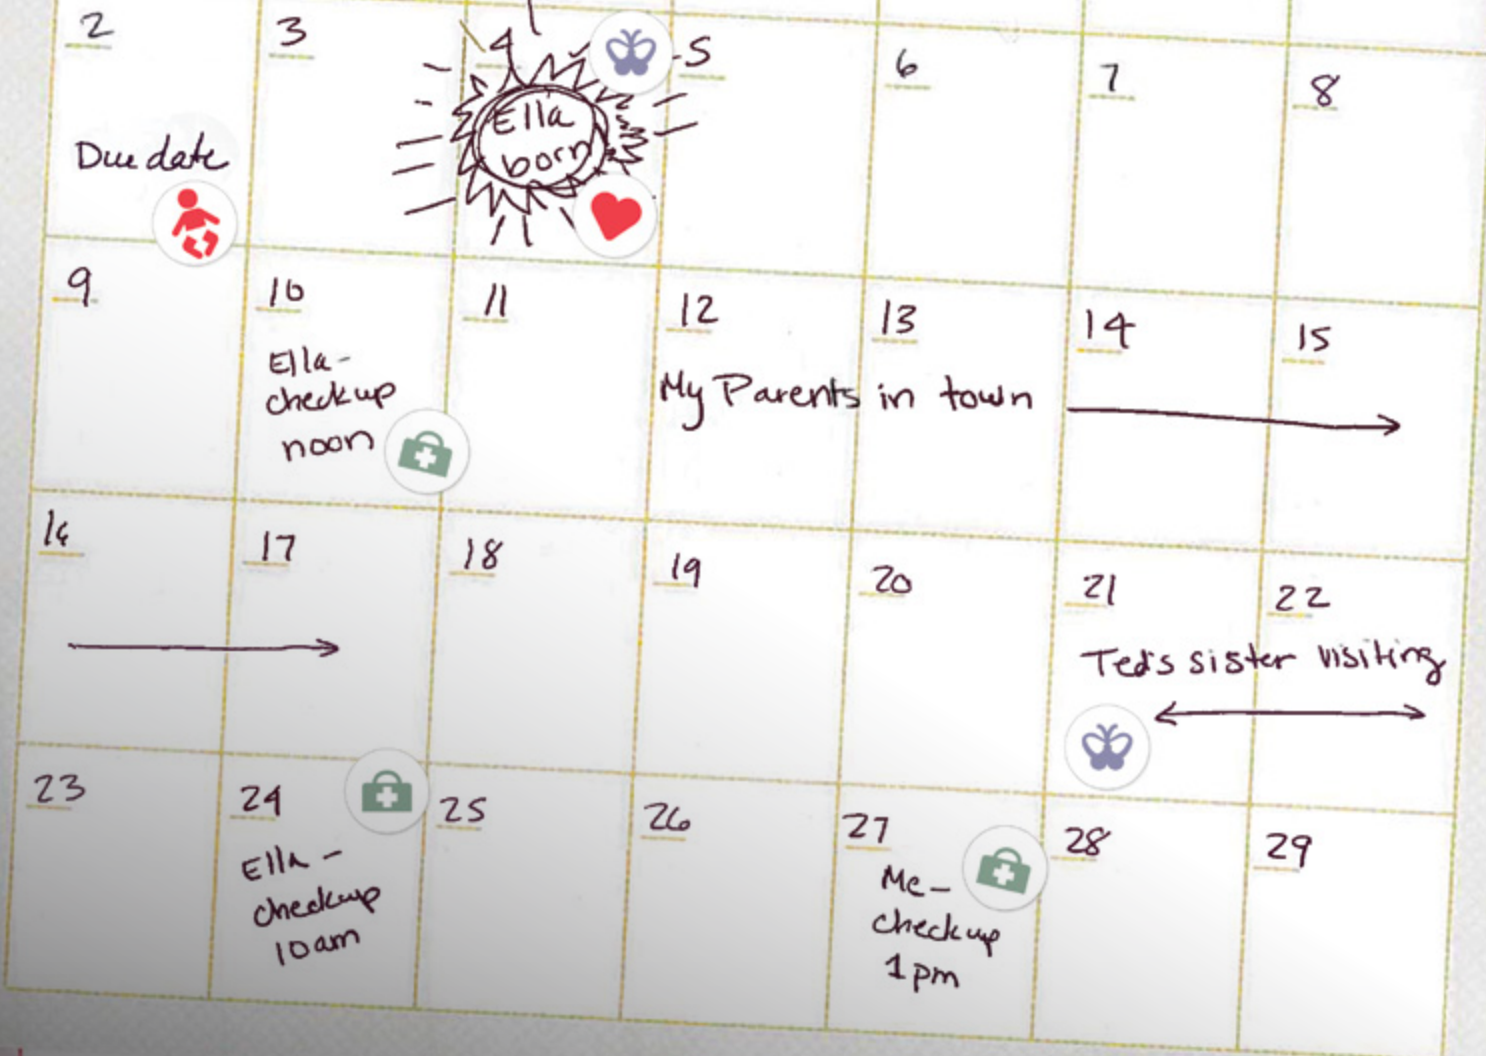 2
3
4
5
6
7
8
Due date
Ella
born
9
10
11
12
13
14
15
Ella-
checkup
noon
My Parents in town
16
17
18
19
20
21
22
Ted's sister visiting
23
24
25
26
27
28
29
Ella -
checkup
10am
Me-
checkup
1pm